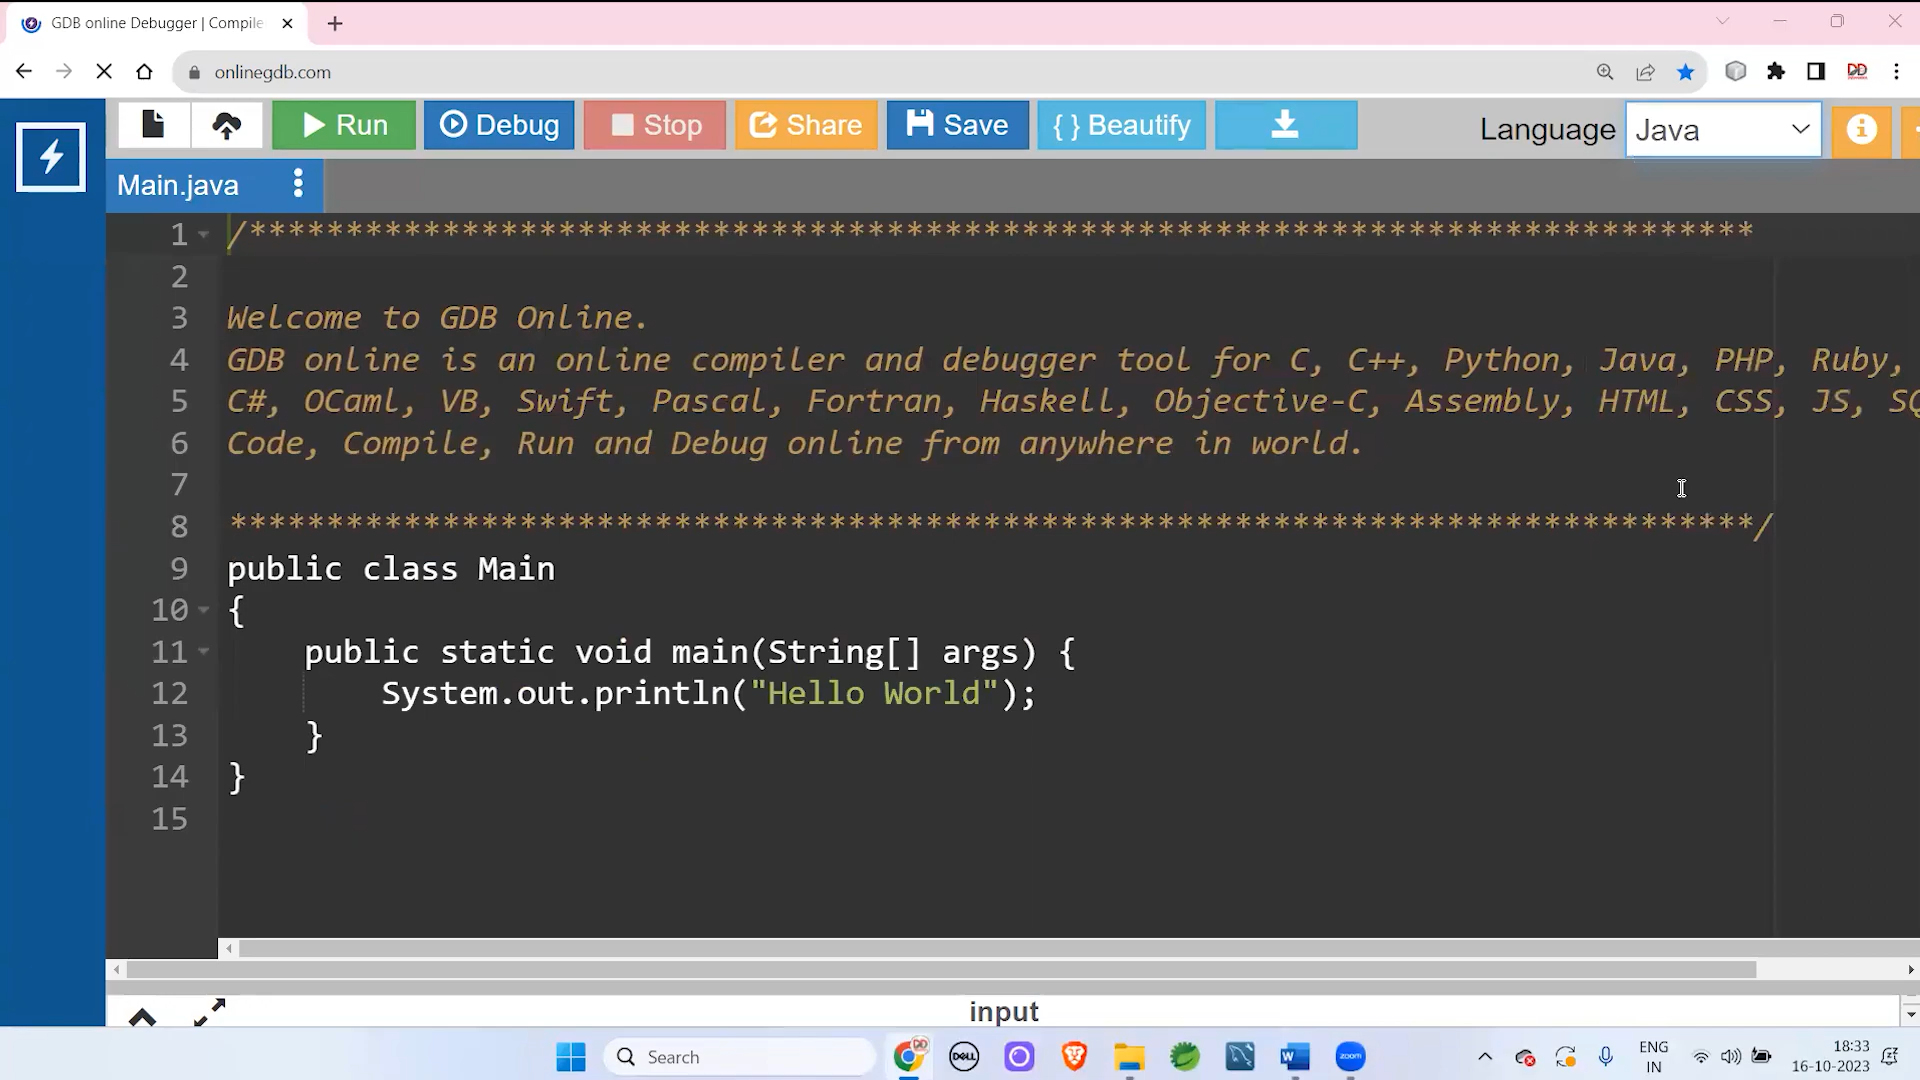 GDB online Debugger | Compile
onlinegdb.com
Run
Debug
Stop
Share
Save
{ } Beautify
Language
Java
Main.java
1 /******************************************************************************
2
3 Welcome to GDB Online.
4 GDB online is an online compiler and debugger tool for C, C++, Python, Java, PHP, Ruby,
5 C#, OCaml, VB, Swift, Pascal, Fortran, Haskell, Objective-C, Assembly, HTML, CSS, JS, SQ
6 Code, Compile, Run and Debug online from anywhere in world.
7
8 *******************************************************************************/
9 public class Main
10 {
11 public static void main(String[] args) {
12 System.out.println("Hello World");
13 }
14 }
15
input
Search
DELL
zoom
ENG
IN
18:33
16-10-2023